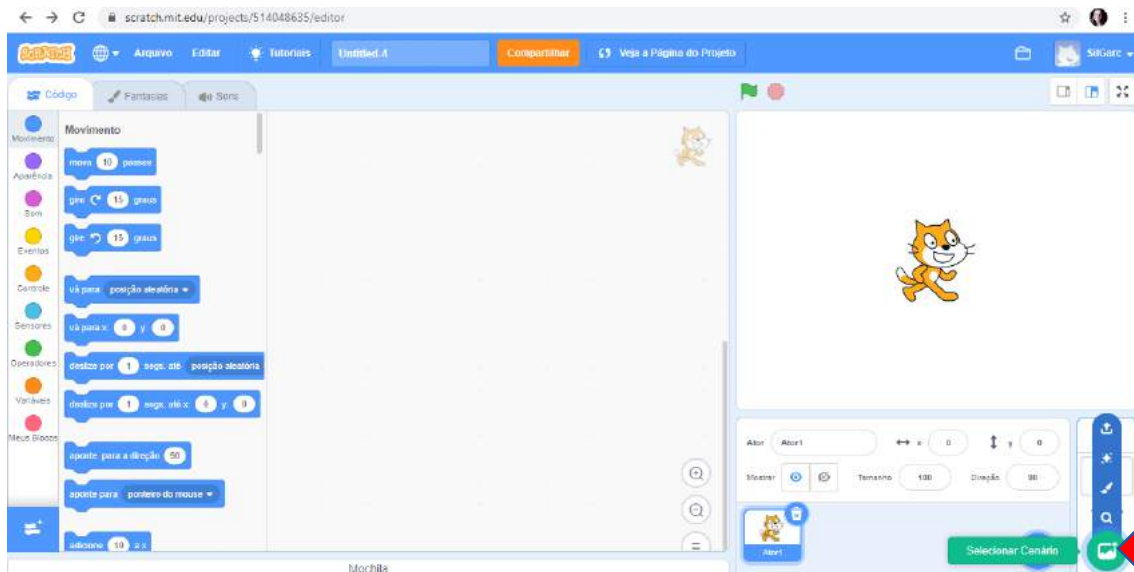 scratch.mit.edu/projects/514048635/editor
SCRATCH Arquivo Editar Tutoriais Untitled-4 Compartilhar Veja a Página do Projeto SilGarc
Código Fantasias Sons
Movimento
Aparência
Som
Eventos
Controle
Sensores
Operadores
Variáveis
Meus Blocos
Movimento
mova 10 passos
gire 15 graus
gire 15 graus
vá para posição aleatória
vá para x: 0 y: 0
deslize por 1 segs. até posição aleatória
deslize por 1 segs. até x: 0 y: 0
aponte para a direção 90
aponte para ponteiro do mouse
adicione 10 a x
Mochila
Ator Ator1 x 0 y 0
Mostrar Tamanho 100 Direção 90
Ator1
Selecionar Cenário